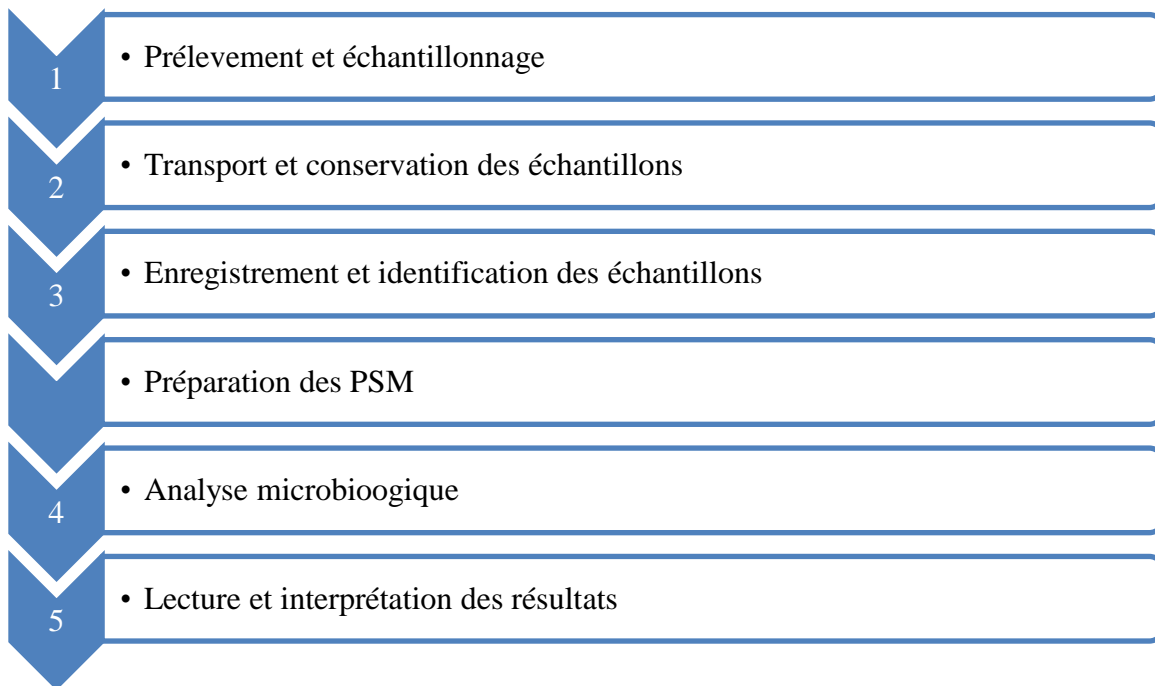 1
• Prélevement et échantillonnage
2
• Transport et conservation des échantillons
3
• Enregistrement et identification des échantillons
• Préparation des PSM
4
• Analyse microbioogique
5
• Lecture et interprétation des résultats